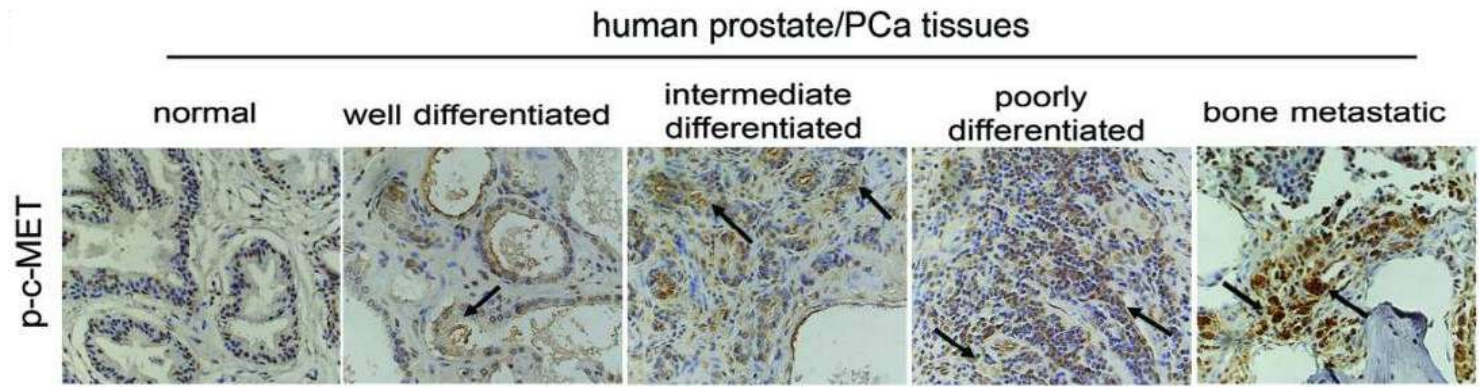 human prostate/PCa tissues
normal
well differentiated
intermediate
differentiated
poorly
differentiated
bone metastatic
p-c-MET